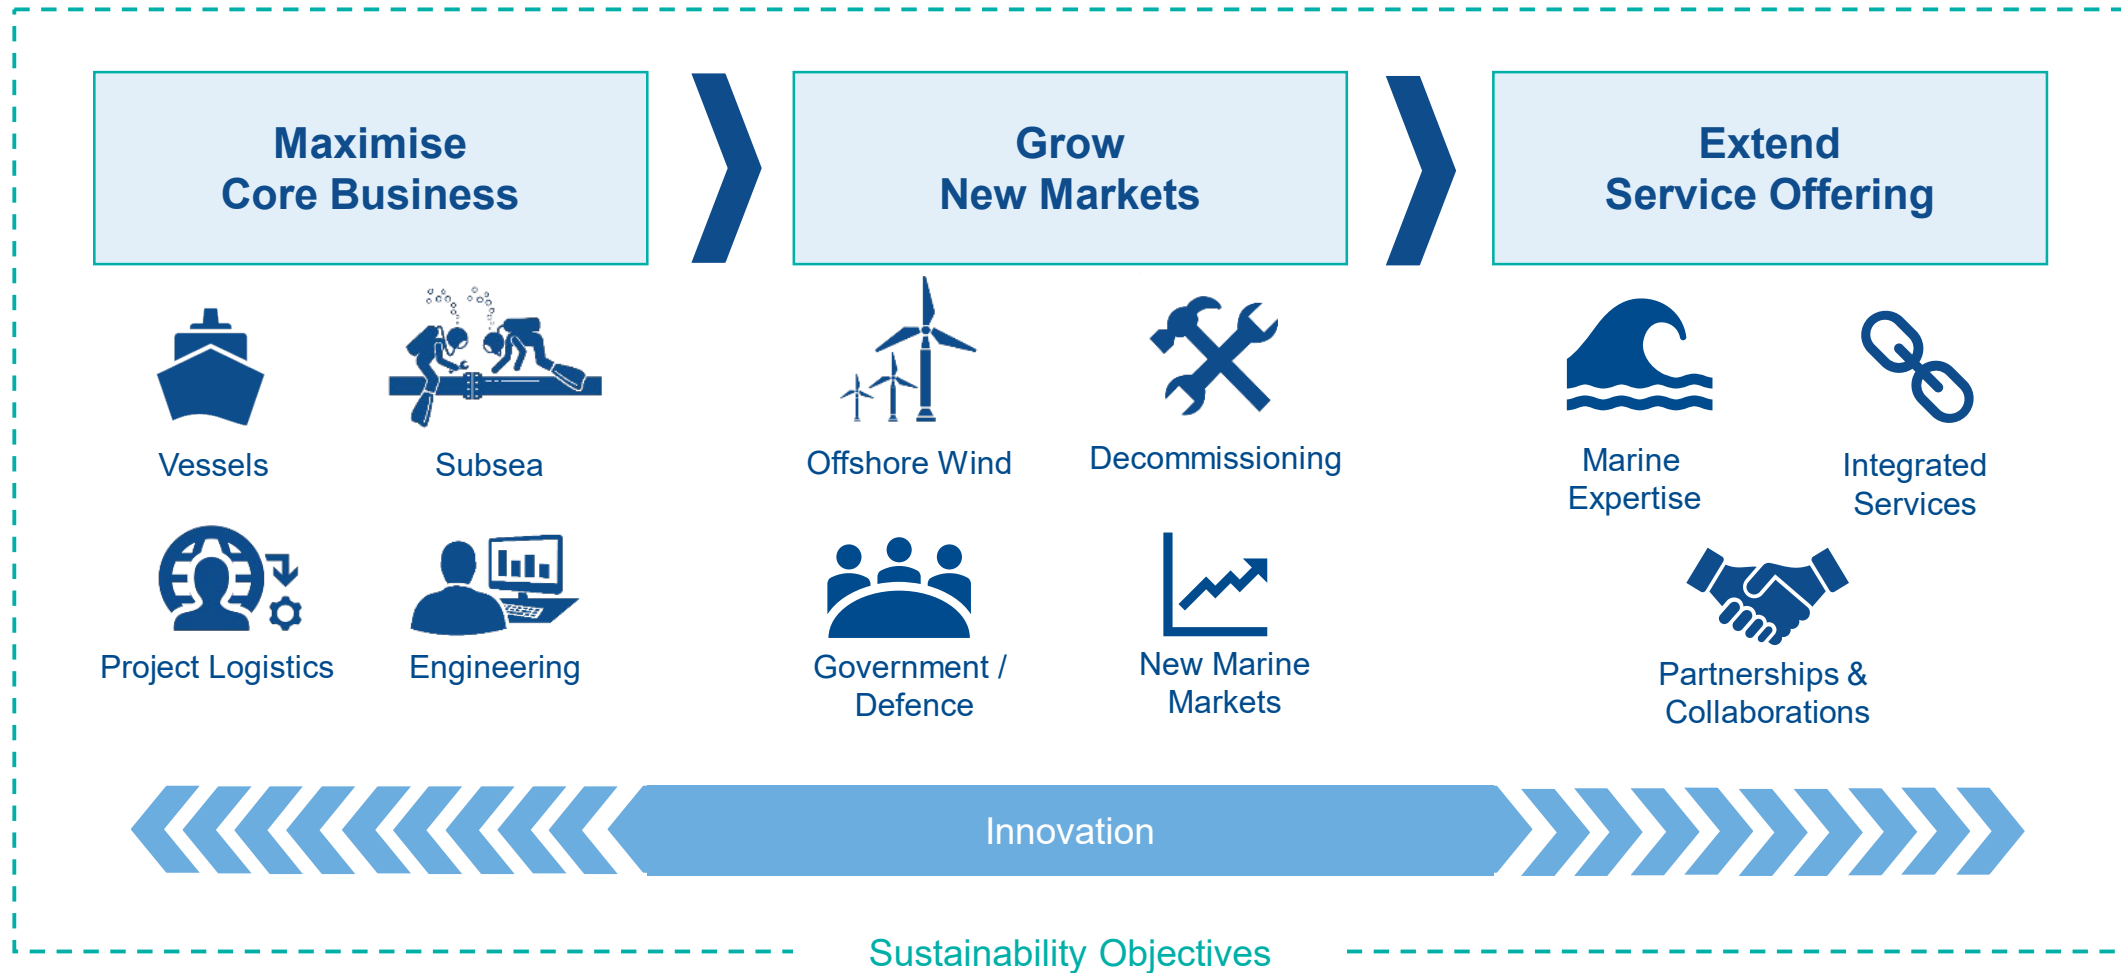 Maximise
Core Business
Grow
New Markets
Extend
Service Offering
Vessels
Subsea
Project Logistics
Engineering
Offshore Wind
Decommissioning
Government /
Defence
New Marine
Markets
Marine
Expertise
Integrated
Services
Partnerships &
Collaborations
Innovation
Sustainability Objectives